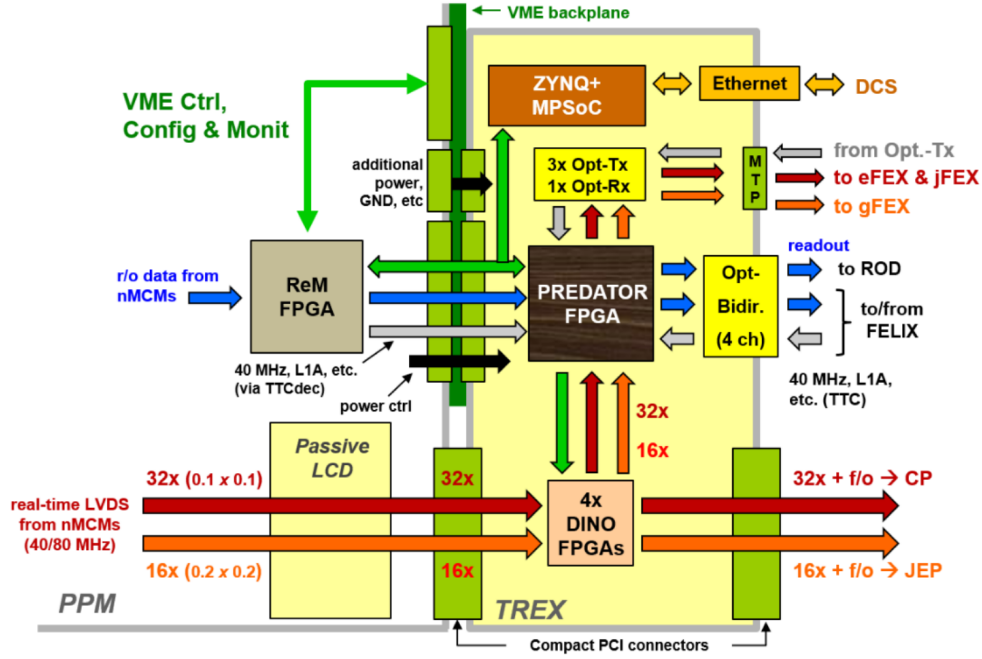 VME backplane
VME Ctrl,
Config & Monit
ZYNQ+
MPSoC
Ethernet
DCS
additional
power,
GND, etc
3x Opt-Tx
1x Opt-Rx
M
T
P
from Opt.-Tx
to eFEX & jFEX
to gFEX
r/o data from
nMCMs
ReM
FPGA
PREDATOR
FPGA
Opt-
Bidir.
(4 ch)
readout
to ROD
to/from
FELIX
40 MHz, L1A, etc.
(via TTCdec)
power ctrl
40 MHz, L1A,
etc. (TTC)
32x
16x
Passive
LCD
32x (0.1 x 0.1)
32x
real-time LVDS
from nMCMs
(40/80 MHz)
4x
DINO
FPGAs
32x + f/o → CP
16x (0.2 x 0.2)
16x
16x + f/o → JEP
PPM
TREX
Compact PCI connectors